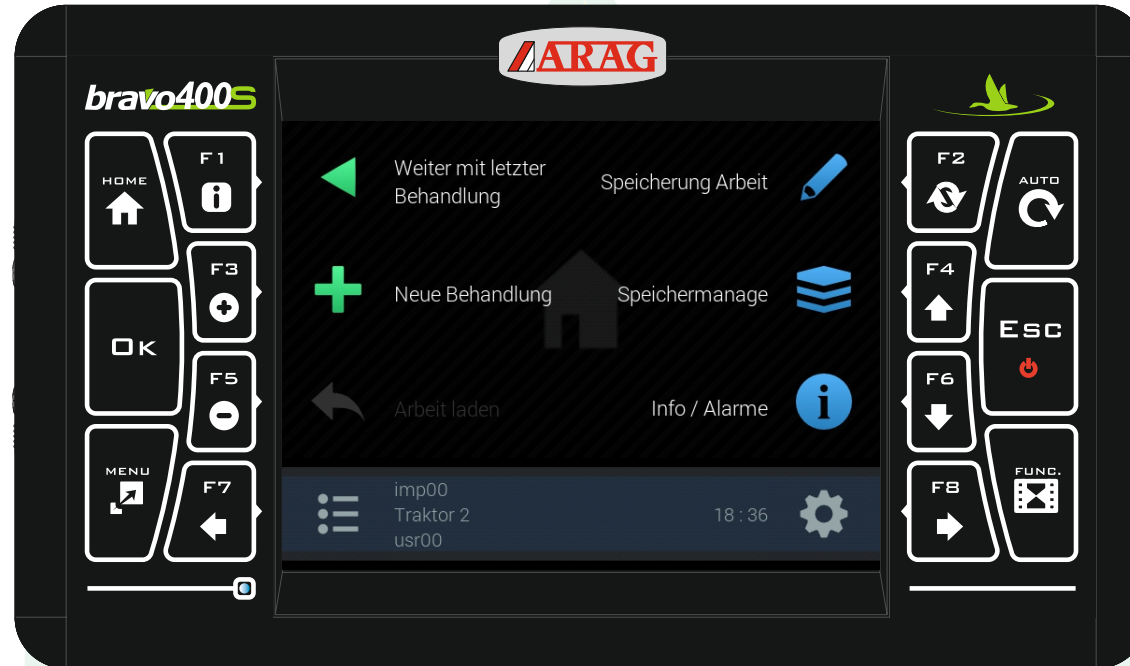 ARAG
bravo400S
HOME
F1
F3
OK
F5
MENU
F7
Weiter mit letzter
Behandlung
Speicherung Arbeit
Neue Behandlung
Speichermanage
Arbeit laden
Info / Alarme
imp00
Traktor 2
usr00
18 : 36
F2
AUTO
F4
Esc
F6
F8
FUNC.